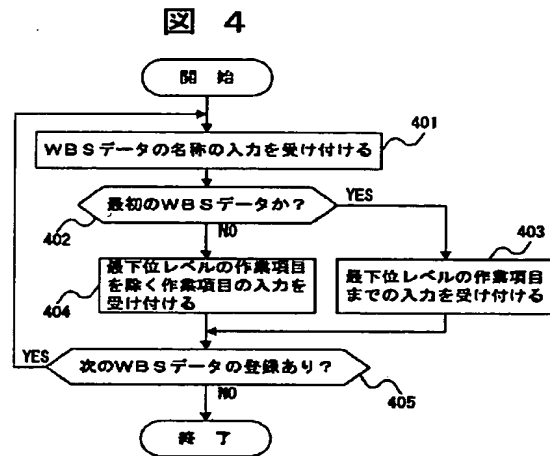 図 4
開 始
401
WBSデータの名称の入力を受け付ける
最初のWBSデータか?
YES
402
NO
403
最下位レベルの作業項目
を除く作業項目の入力を
受け付ける
404
最下位レベルの作業項目
までの入力を受け付ける
YES
次のWBSデータの登録あり?
NO
405
終 了